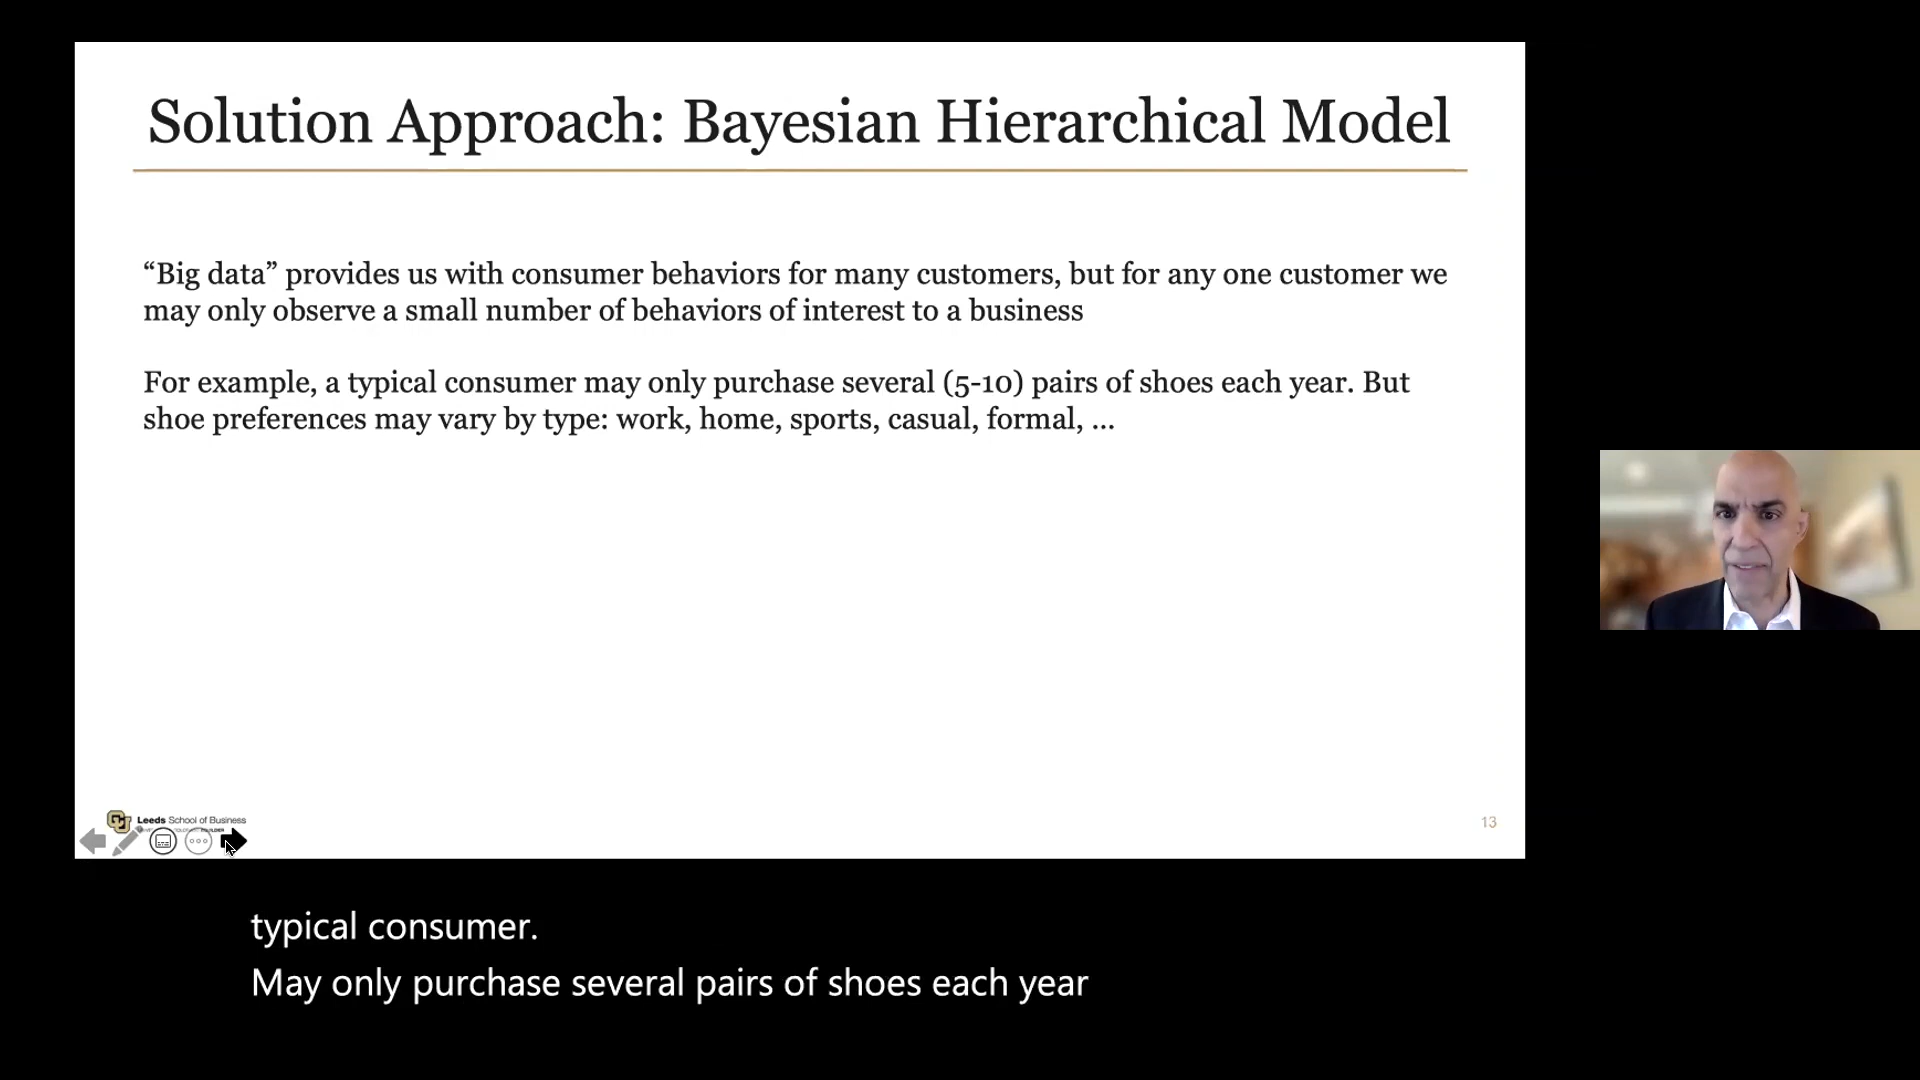 Solution Approach: Bayesian Hierarchical Model
“Big data” provides us with consumer behaviors for many customers, but for any one customer we
may only observe a small number of behaviors of interest to a business
For example, a typical consumer may only purchase several (5-10) pairs of shoes each year. But
shoe preferences may vary by type: work, home, sports, casual, formal, ...
Leeds School of Business
13
typical consumer.
May only purchase several pairs of shoes each year